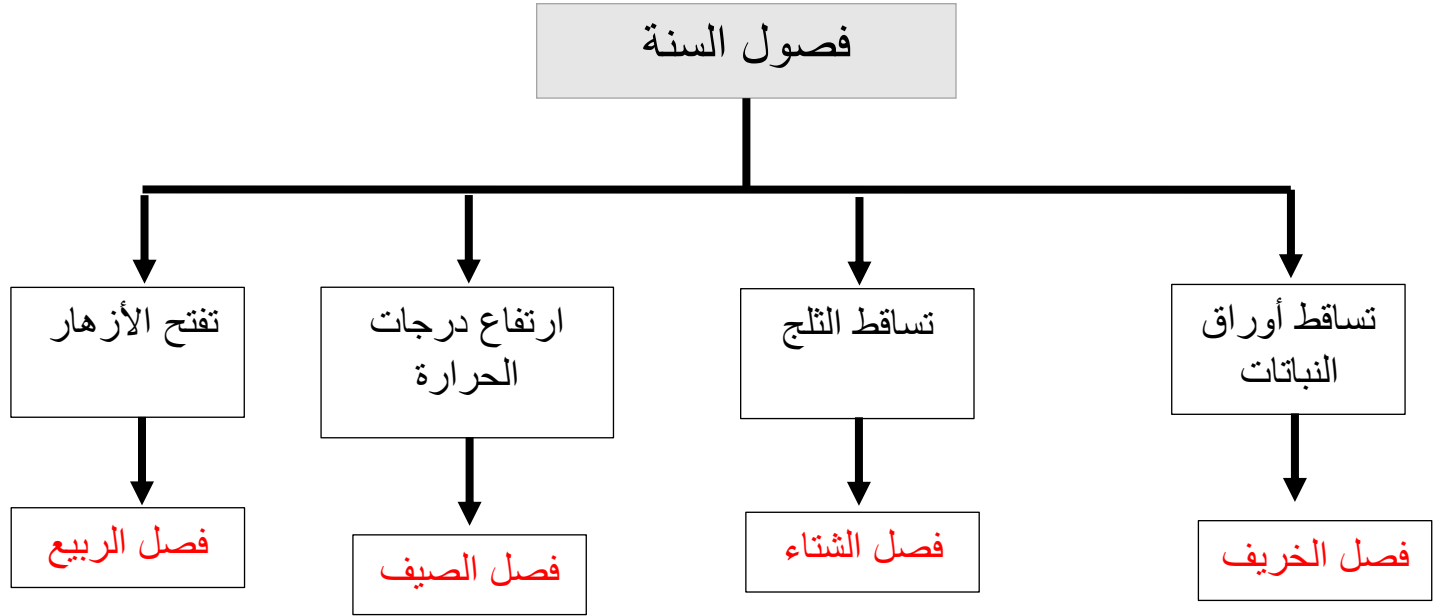 فصول السنة
تساقط أوراق
النباتات
تساقط الثلج
ارتفاع درجات
الحرارة
تفتح الأزهار
فصل الخريف
فصل الشتاء
فصل الصيف
فصل الربيع